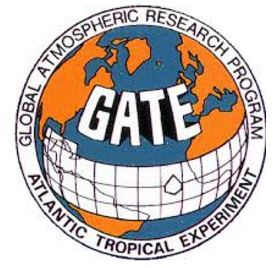 GLOBAL ATMOSPHERIC RESEARCH PROGRAM
GATE
ATLANTIC TROPICAL EXPERIMENT